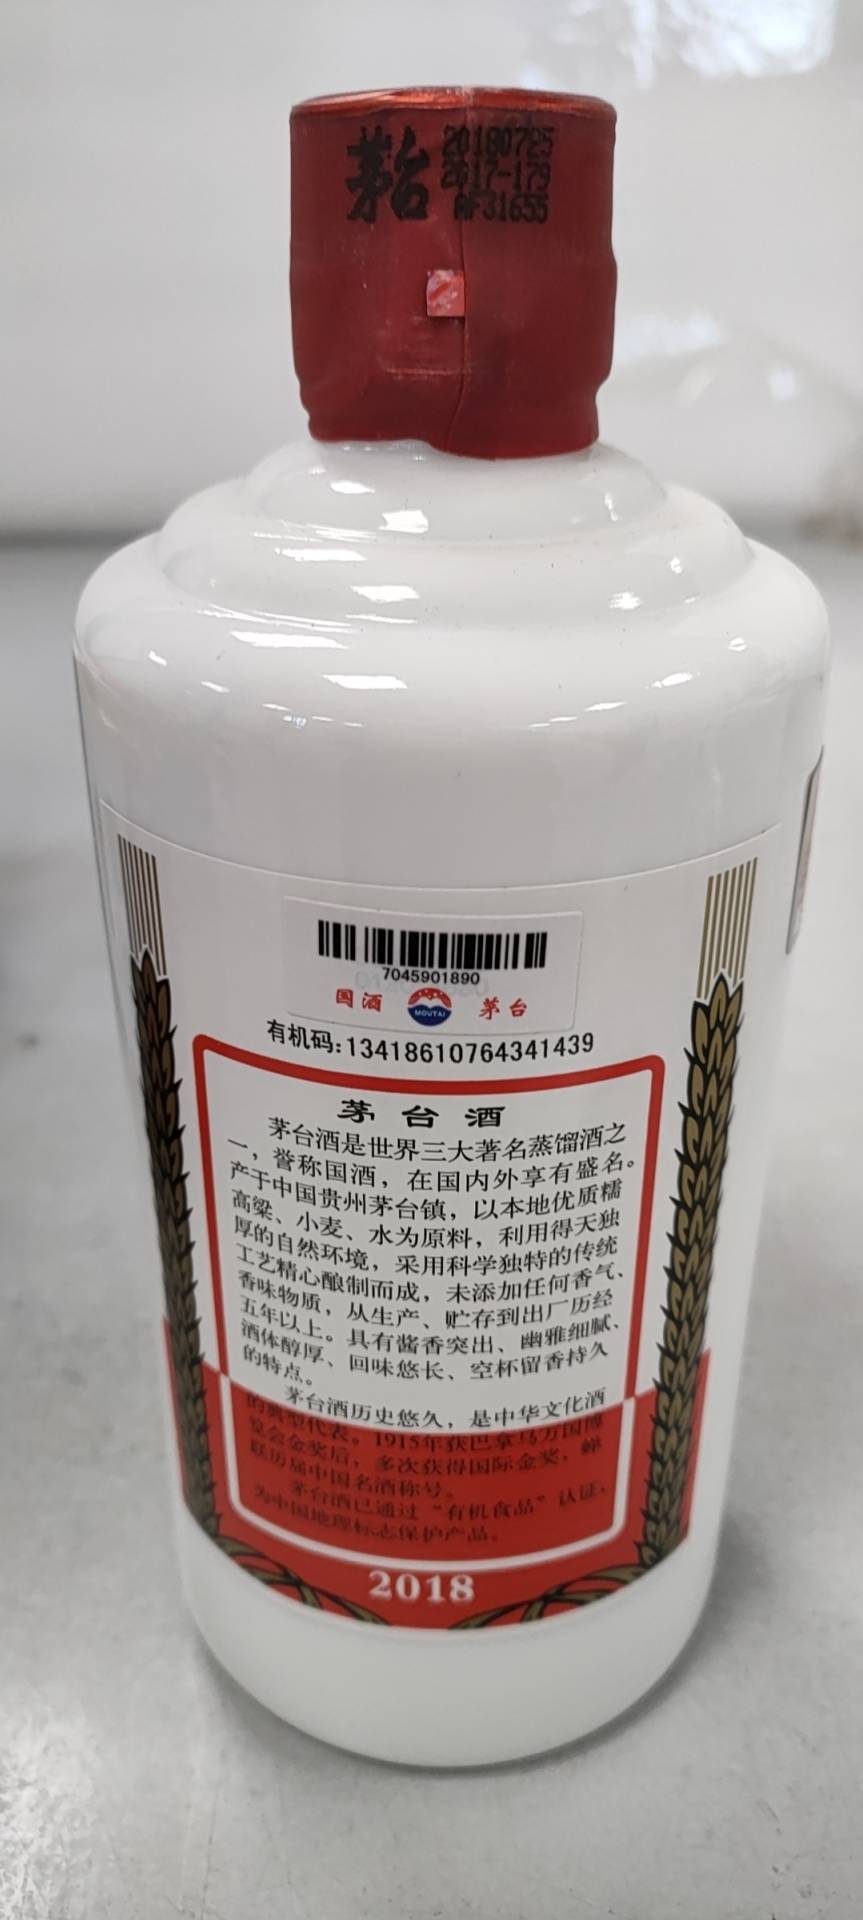 茅台
20180725
2017-179
AF31655
7045901890
国酒 MOUTAI 茅台
有机码:13418610764341439
茅台酒
茅台酒是世界三大著名蒸馏酒之
一，誉称国酒，在国内外享有盛名。
产于中国贵州茅台镇，以本地优质糯
高粱、小麦、水为原料，利用得天独
厚的自然环境，采用科学独特的传统
工艺精心酿制而成，未添加任何香气、
香味物质，从生产、贮存到出厂历经
五年以上。具有酱香突出、幽雅细腻、
酒体醇厚、回味悠长、空杯留香持久
的特点。
茅台酒历史悠久，是中华文化酒
的典型代表。1915年获巴拿马万国博
览会金奖后，多次获得国际金奖，蝉
联历届中国名酒称号。
茅台酒已通过“有机食品”认证，
为中国地理标志保护产品。
2018